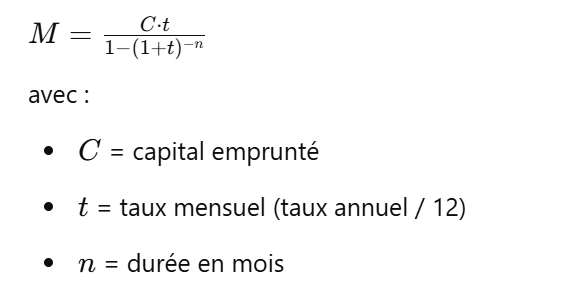 M = C·t / 1−(1+t)^−n
avec :
• C = capital emprunté
• t = taux mensuel (taux annuel / 12)
• n = durée en mois